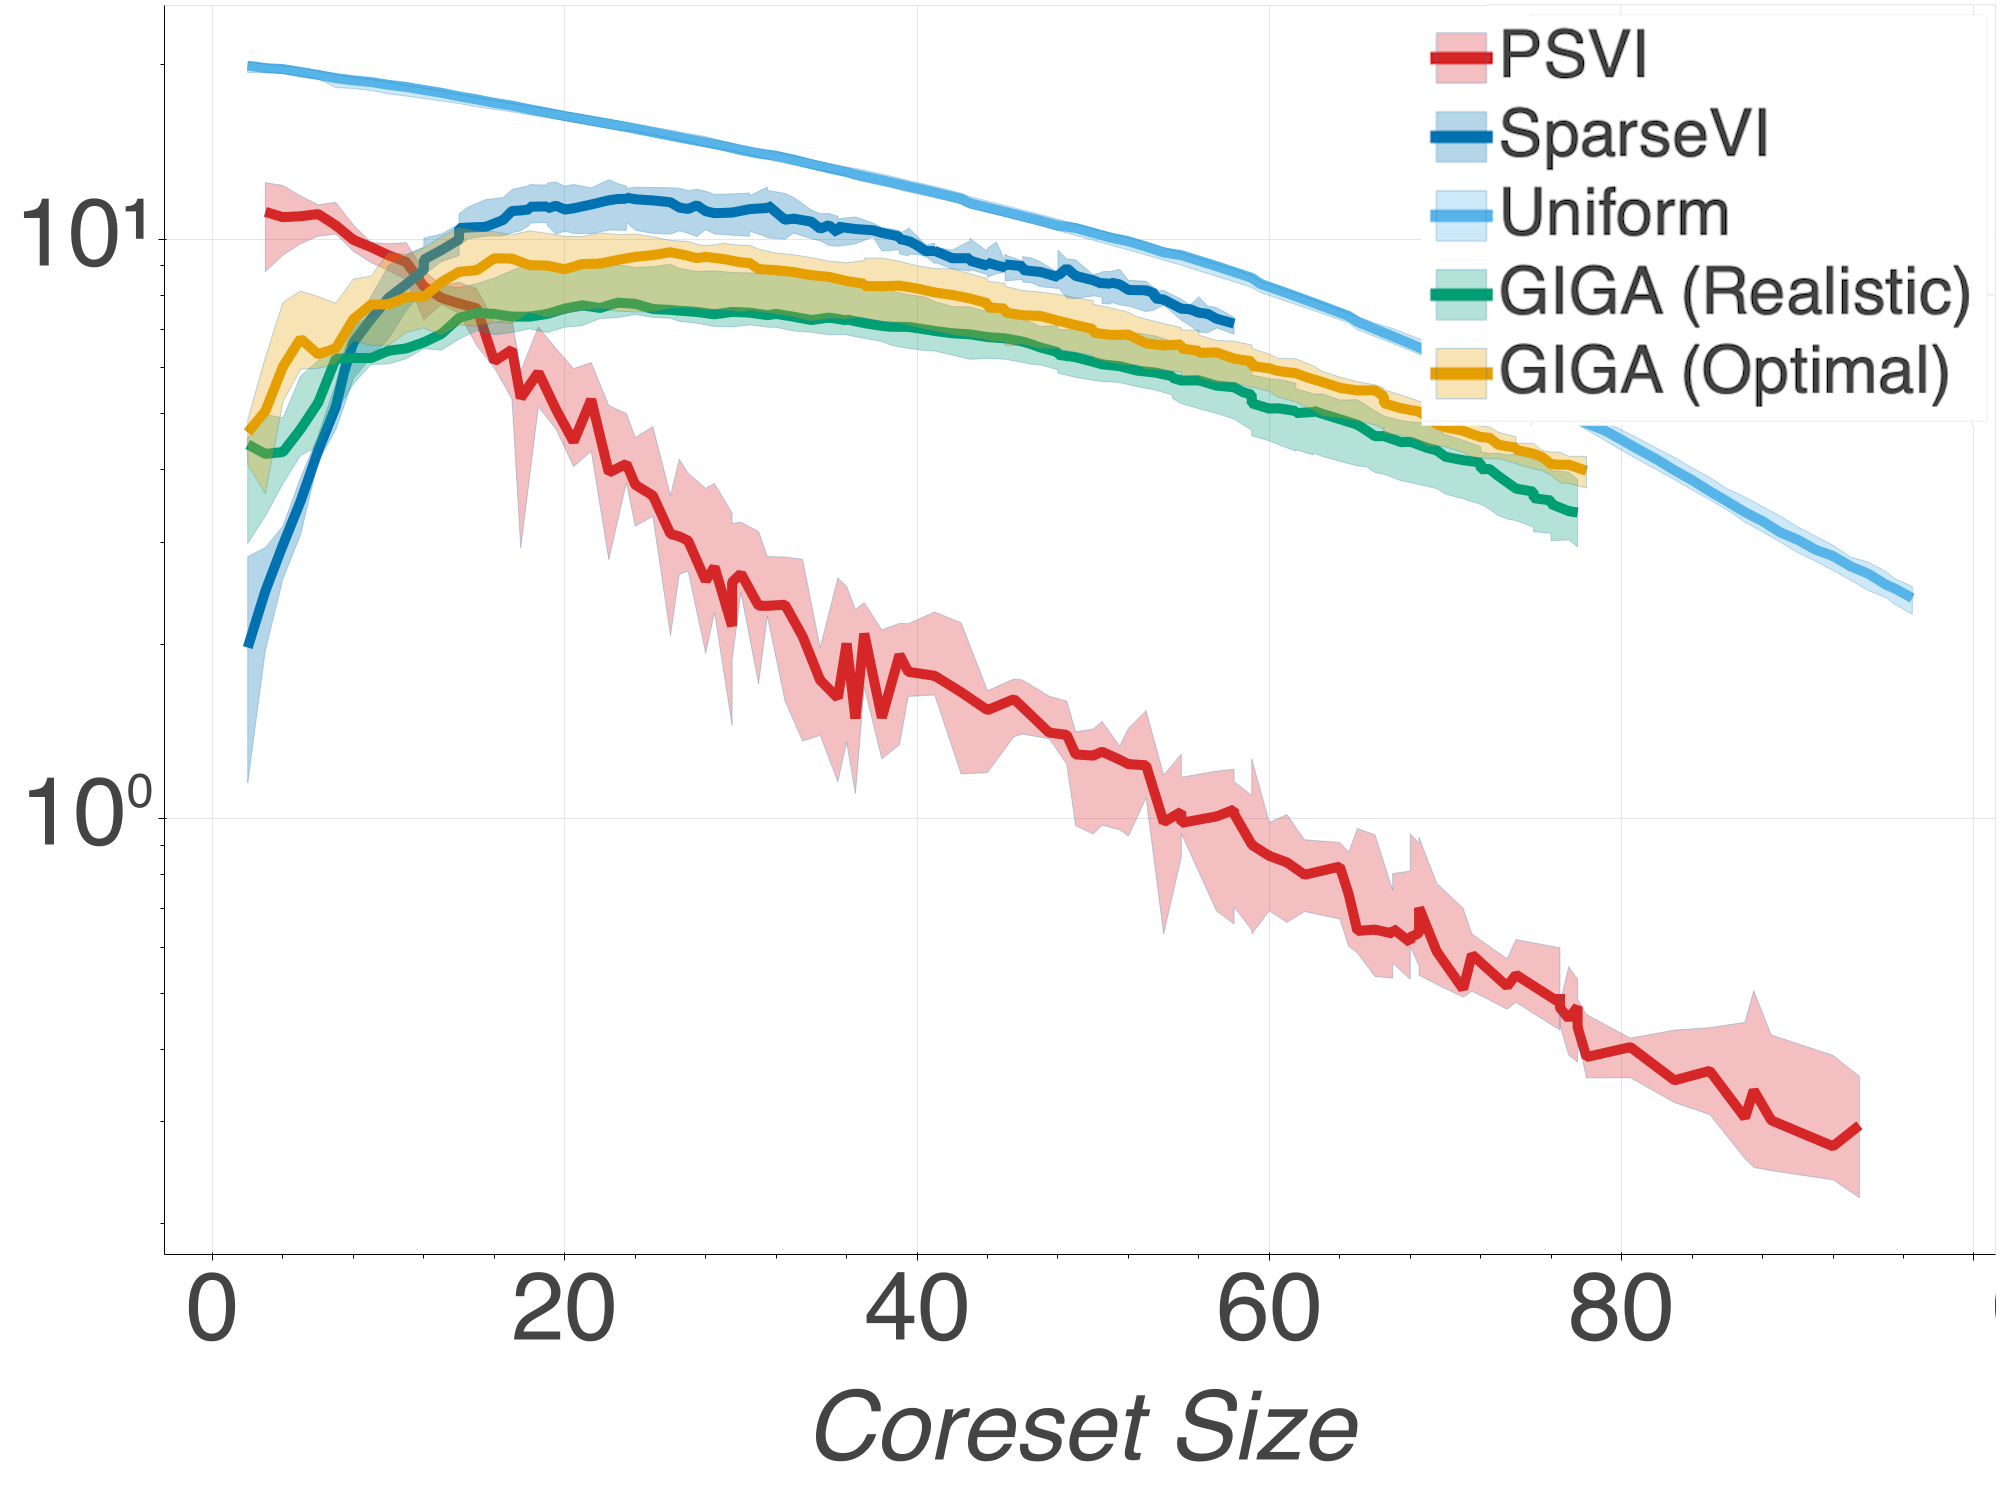 PSVI
SparseVI
Uniform
GIGA (Realistic)
GIGA (Optimal)
10¹
10⁰
0 20 40 60 80
Coreset Size